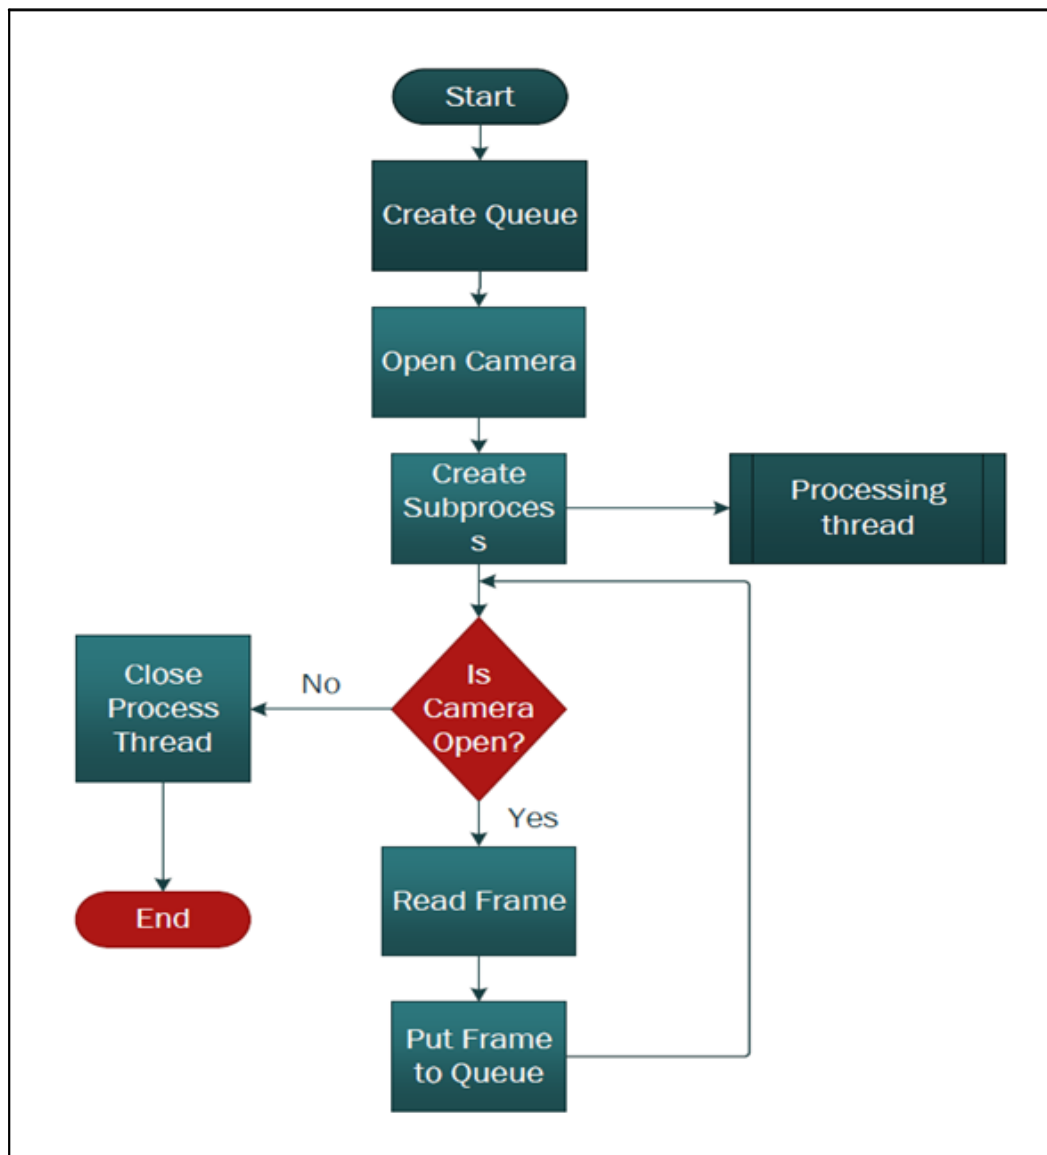 Start
Create Queue
Open Camera
Create
Subproces
s
Processing
thread
Is
Camera
Open?
No
Close
Process
Thread
End
Yes
Read Frame
Put Frame
to Queue